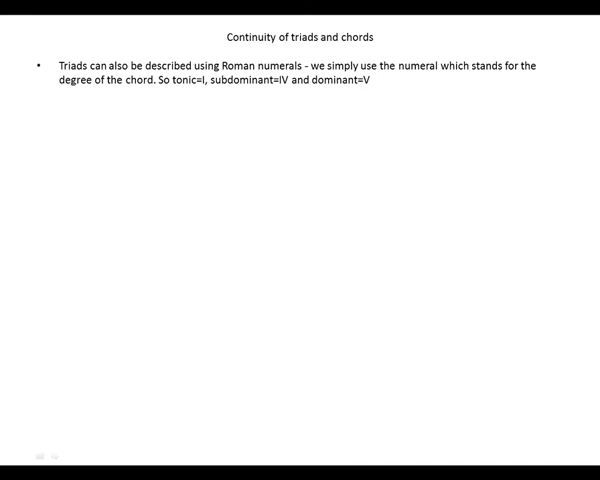 Continuity of triads and chords
• Triads can also be described using Roman numerals - we simply use the numeral which stands for the
degree of the chord. So tonic=I, subdominant=IV and dominant=V